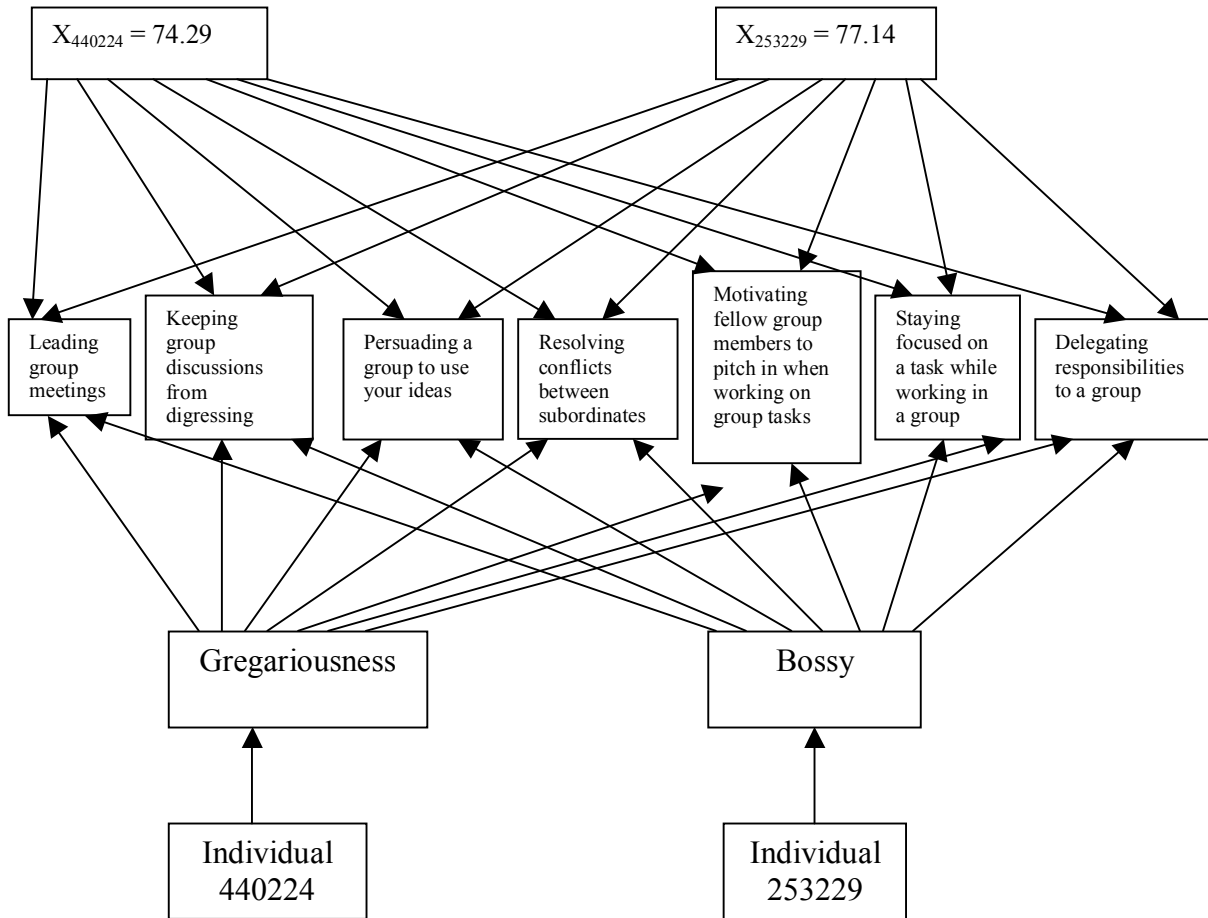 X440224 = 74.29
X253229 = 77.14
Leading
group
meetings
Keeping
group
discussions
from
digressing
Persuading a
group to use
your ideas
Resolving
conflicts
between
subordinates
Motivating
fellow group
members to
pitch in when
working on
group tasks
Staying
focused on
a task while
working in
a group
Delegating
responsibilities
to a group
Gregariousness
Bossy
Individual
440224
Individual
253229